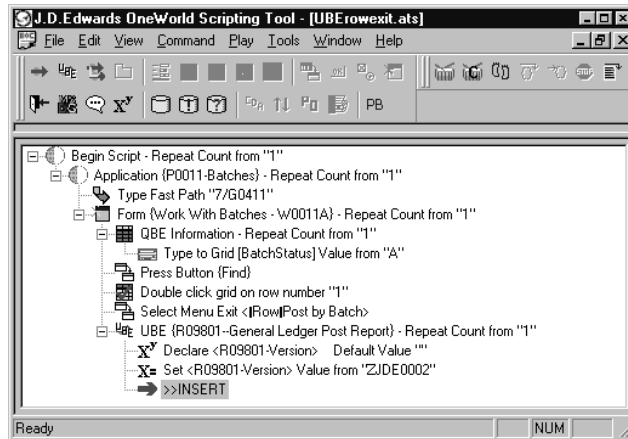 J.D.Edwards OneWorld Scripting Tool - [UBErowexit.ats]
File Edit View Command Play Tools Window Help
PB
Begin Script - Repeat Count from "1"
Application {P0011-Batches} - Repeat Count from "1"
Type Fast Path "7/G0411"
Form {Work With Batches - W0011A} - Repeat Count from "1"
QBE Information - Repeat Count from "1"
Type to Grid [BatchStatus] Value from "A"
Press Button {Find}
Double click grid on row number "1"
Select Menu Exit <|Row|Post by Batch>
UBE {R09801--General Ledger Post Report} - Repeat Count from "1"
Declare <R09801-Version> Default Value ""
Set <R09801-Version> Value from "ZJDE0002"
>>INSERT
Ready NUM